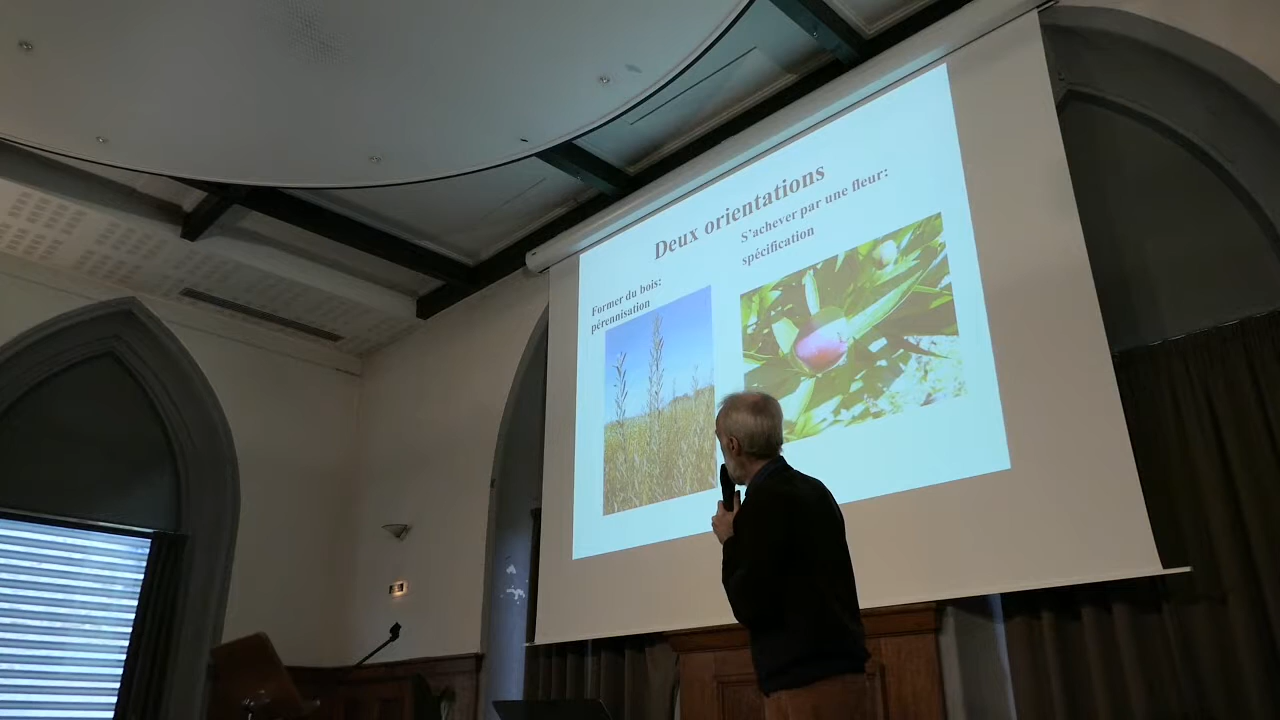 Deux orientations
Former du bois:
pérennisation
S'achever par une fleur:
spécification